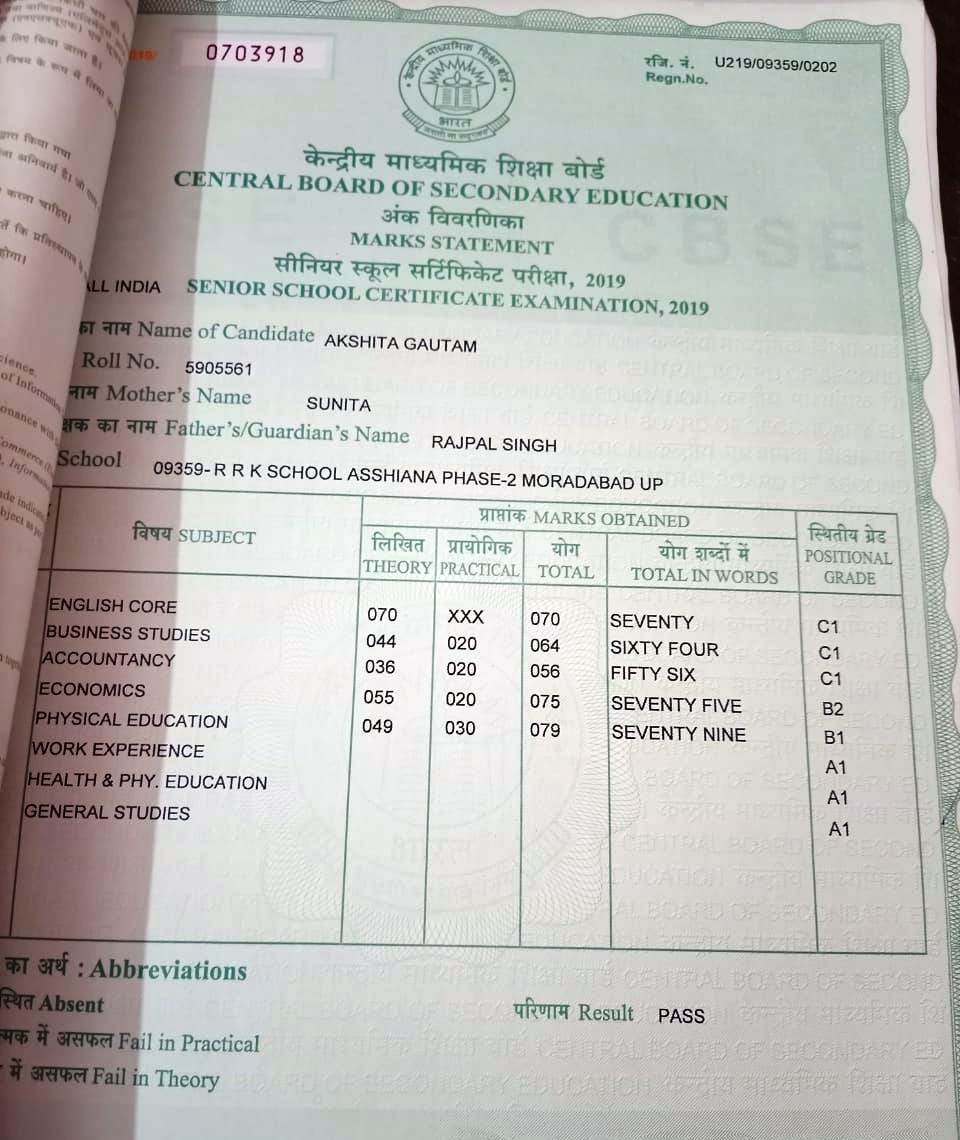 0703918
रजि. नं. U219/09359/0202
Regn.No.
केन्द्रीय माध्यमिक शिक्षा बोर्ड
भारत
केन्द्रीय माध्यमिक शिक्षा बोर्ड
CENTRAL BOARD OF SECONDARY EDUCATION
अंक विवरणिका
MARKS STATEMENT
सीनियर स्कूल सर्टिफिकेट परीक्षा, 2019
ALL INDIA SENIOR SCHOOL CERTIFICATE EXAMINATION, 2019
का नाम Name of Candidate AKSHITA GAUTAM
Roll No. 5905561
नाम Mother's Name SUNITA
क्षक का नाम Father's/Guardian's Name RAJPAL SINGH
School 09359- R R K SCHOOL ASSHIANA PHASE-2 MORADABAD UP
विषय SUBJECT प्राप्तांक MARKS OBTAINED स्थितीय ग्रेड
लिखित प्रायोगिक योग योग शब्दों में POSITIONAL
THEORY PRACTICAL TOTAL TOTAL IN WORDS GRADE
ENGLISH CORE 070 XXX 070 SEVENTY C1
BUSINESS STUDIES 044 020 064 SIXTY FOUR C1
ACCOUNTANCY 036 020 056 FIFTY SIX C1
ECONOMICS 055 020 075 SEVENTY FIVE B2
PHYSICAL EDUCATION 049 030 079 SEVENTY NINE B1
WORK EXPERIENCE A1
HEALTH & PHY. EDUCATION A1
GENERAL STUDIES A1
का अर्थ : Abbreviations
स्थित Absent
परिणाम Result PASS
त्मक में असफल Fail in Practical
में असफल Fail in Theory